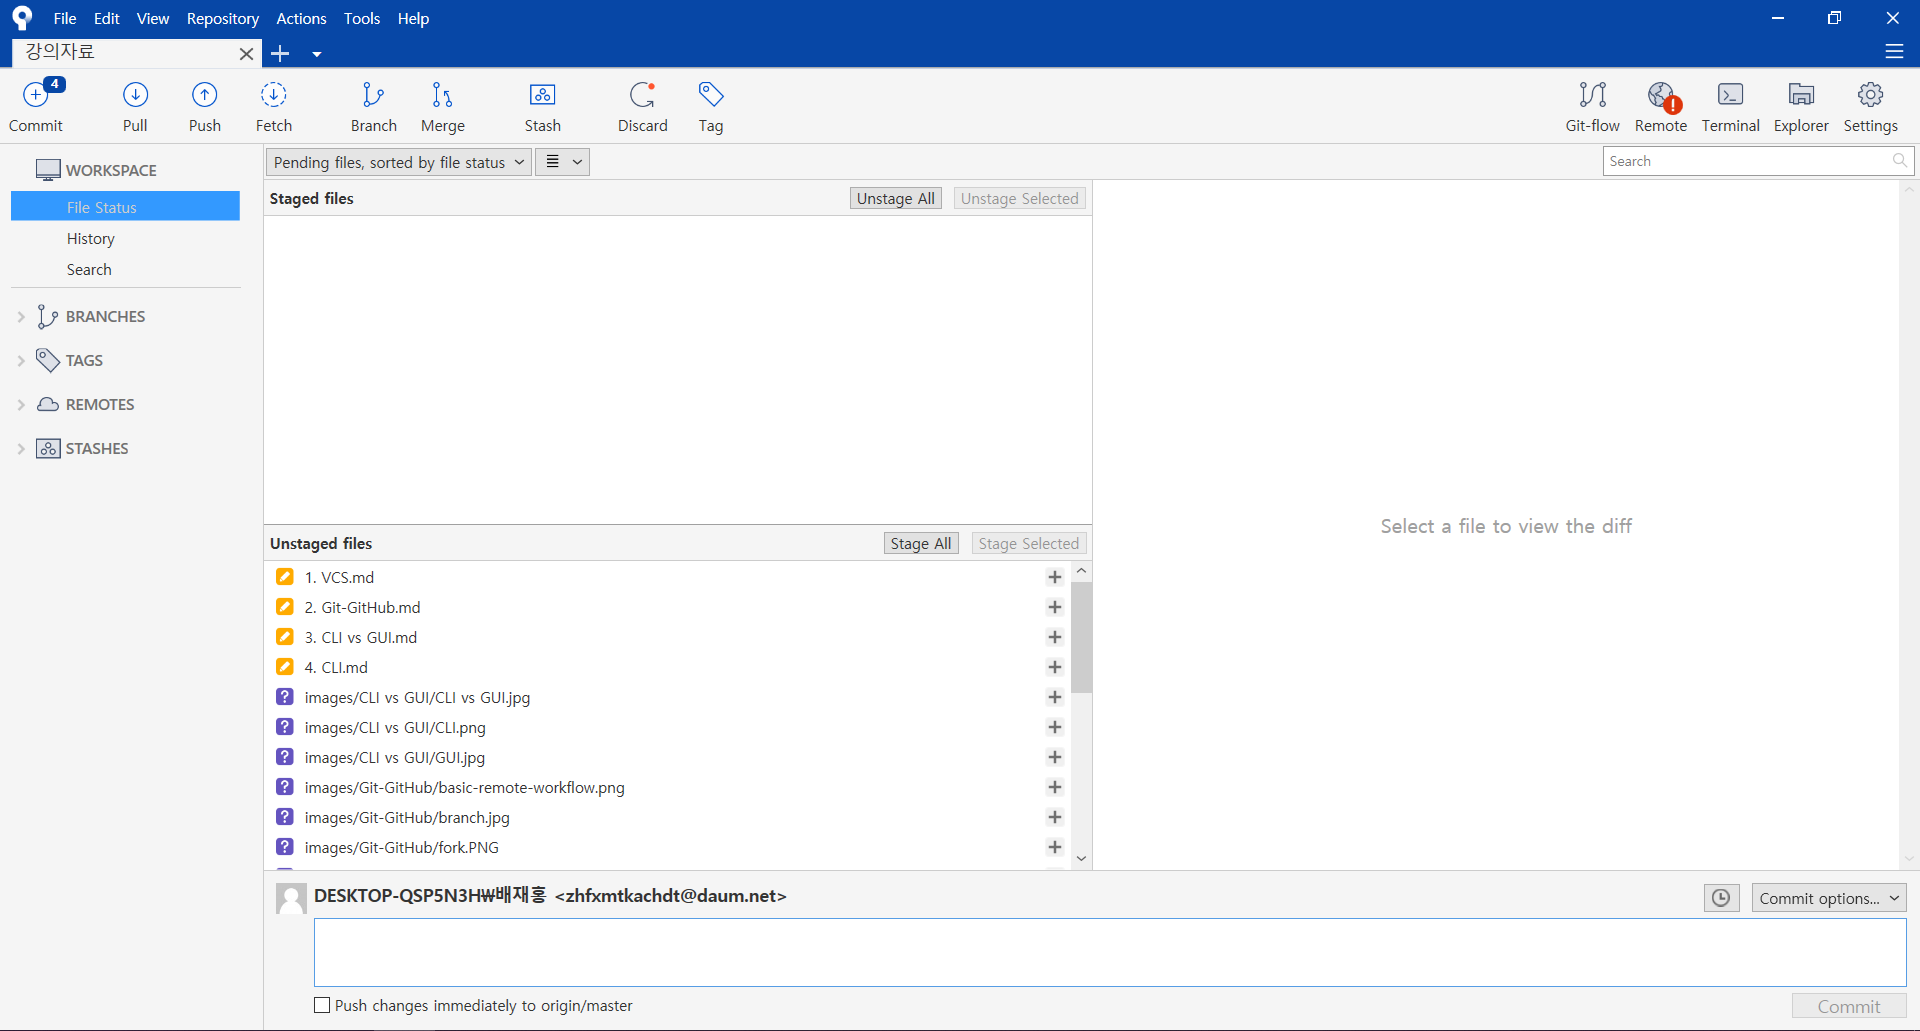 File Edit View Repository Actions Tools Help
강의자료
4
Commit Pull Push Fetch Branch Merge Stash Discard Tag Git-flow Remote Terminal Explorer Settings
WORKSPACE
File Status
History
Search
BRANCHES
TAGS
REMOTES
STASHES
Pending files, sorted by file status
Search
Staged files Unstage All Unstage Selected
Select a file to view the diff
Unstaged files Stage All Stage Selected
1. VCS.md
2. Git-GitHub.md
3. CLI vs GUI.md
4. CLI.md
images/CLI vs GUI/CLI vs GUI.jpg
images/CLI vs GUI/CLI.png
images/CLI vs GUI/GUI.jpg
images/Git-GitHub/basic-remote-workflow.png
images/Git-GitHub/branch.jpg
images/Git-GitHub/fork.PNG
DESKTOP-QSP5N3H₩배재홍 <zhfxmtkachdt@daum.net>
Commit options...
Push changes immediately to origin/master
Commit